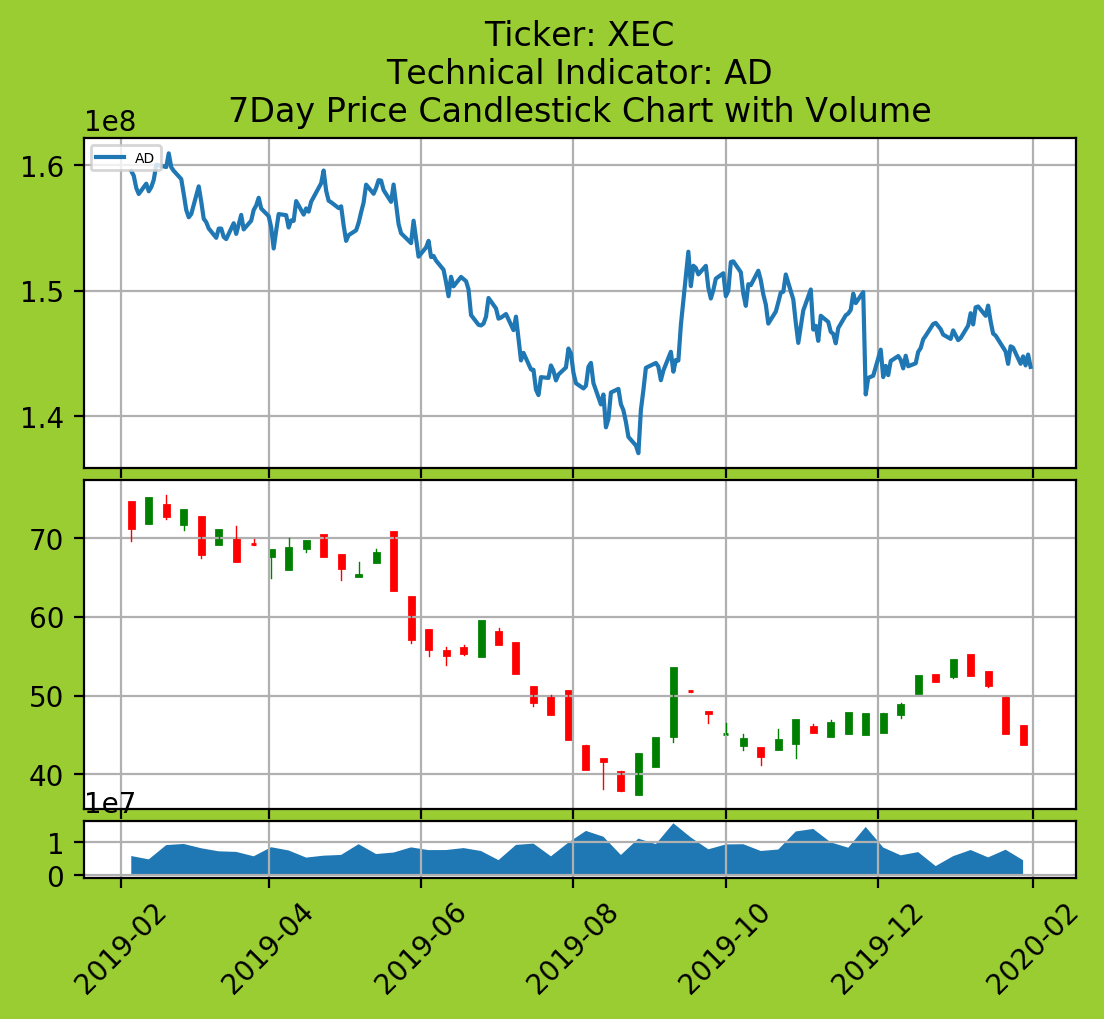 Ticker: XEC
Technical Indicator: AD
7Day Price Candlestick Chart with Volume
1e8
AD
1.6
1.5
1.4
70
60
50
40
1e7
1
0
2019-02
2019-04
2019-06
2019-08
2019-10
2019-12
2020-02